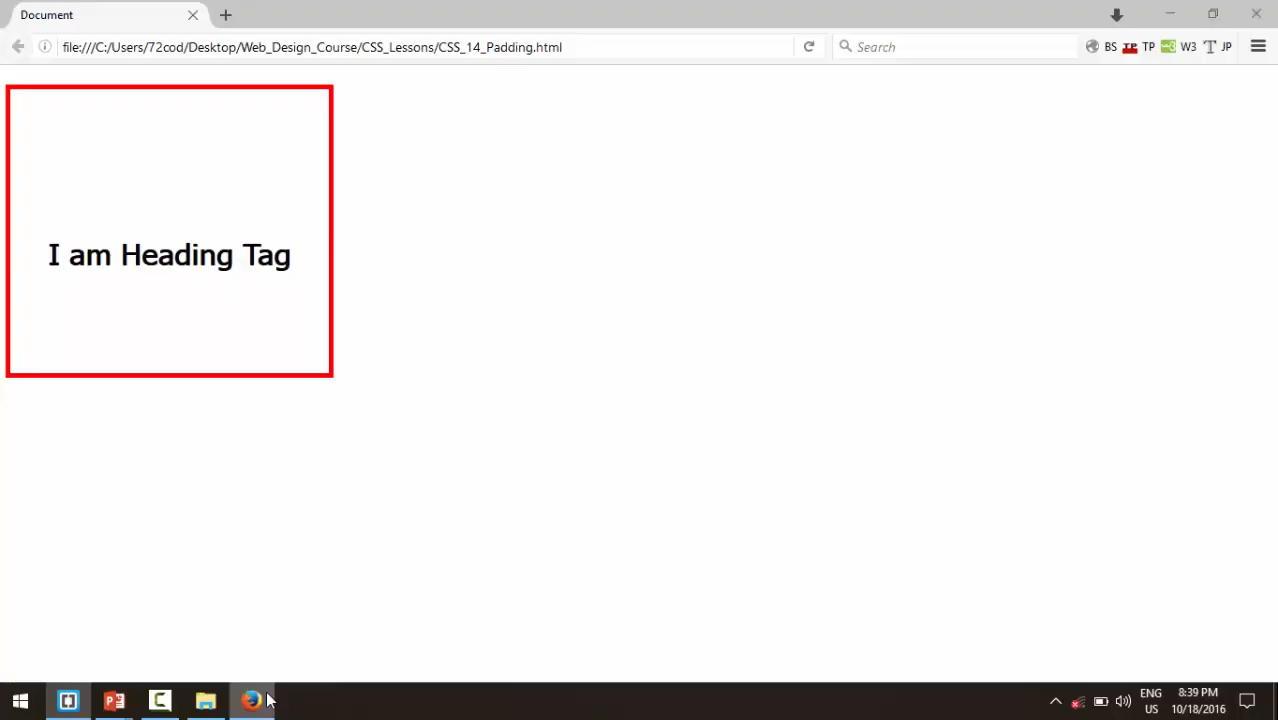 Document
file:///C:/Users/72cod/Desktop/Web_Design_Course/CSS_Lessons/CSS_14_Padding.html
Search
BS TP TP W3 T JP
I am Heading Tag
ENG 8:39 PM
US 10/18/2016